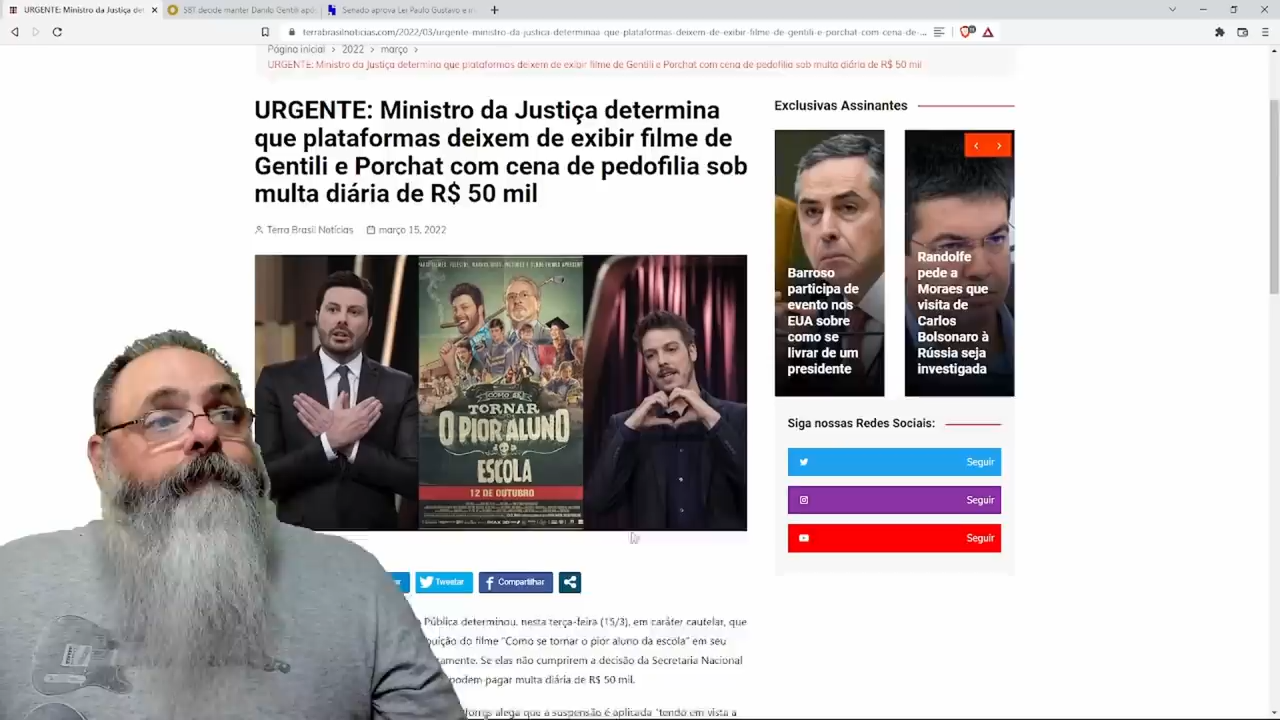 URGENTE: Ministro da Justiça det
SBT decide manter Danilo Gentili após
Senado aprova Lei Paulo Gustavo e
terrabrasilnoticias.com/2022/03/urgente-ministro-da-justica-determinaa-que-plataformas-deixem-de-exibir-filme-de-gentili-e-porchat-com-cena-de-...
Página inicial > 2022 > março >
URGENTE: Ministro da Justiça determina que plataformas deixem de exibir filme de Gentili e Porchat com cena de pedofilia sob multa diária de R$ 50 mil
URGENTE: Ministro da Justiça determina
que plataformas deixem de exibir filme de
Gentili e Porchat com cena de pedofilia sob
multa diária de R$ 50 mil
Terra Brasil Notícias
março 15, 2022
COMO SE
TORNAR
O PIOR ALUNO
DA
ESCOLA
12 DE OUTUBRO
Tweetar
Compartilhar
Pública determinou, nesta terça-feira (15/3), em caráter cautelar, que
buição do filme "Como se tornar o pior aluno da escola" em seu
tamente. Se elas não cumprirem a decisão da Secretaria Nacional
podem pagar multa diária de R$ 50 mil.
alega que a suspensão é aplicada "tendo em vista a
Exclusivas Assinantes
Barroso
participa de
evento nos
EUA sobre
como se
livrar de um
presidente
Randolfe
pede a
Moraes que
visita de
Carlos
Bolsonaro à
Rússia seja
investigada
Siga nossas Redes Sociais:
Seguir
Seguir
Seguir